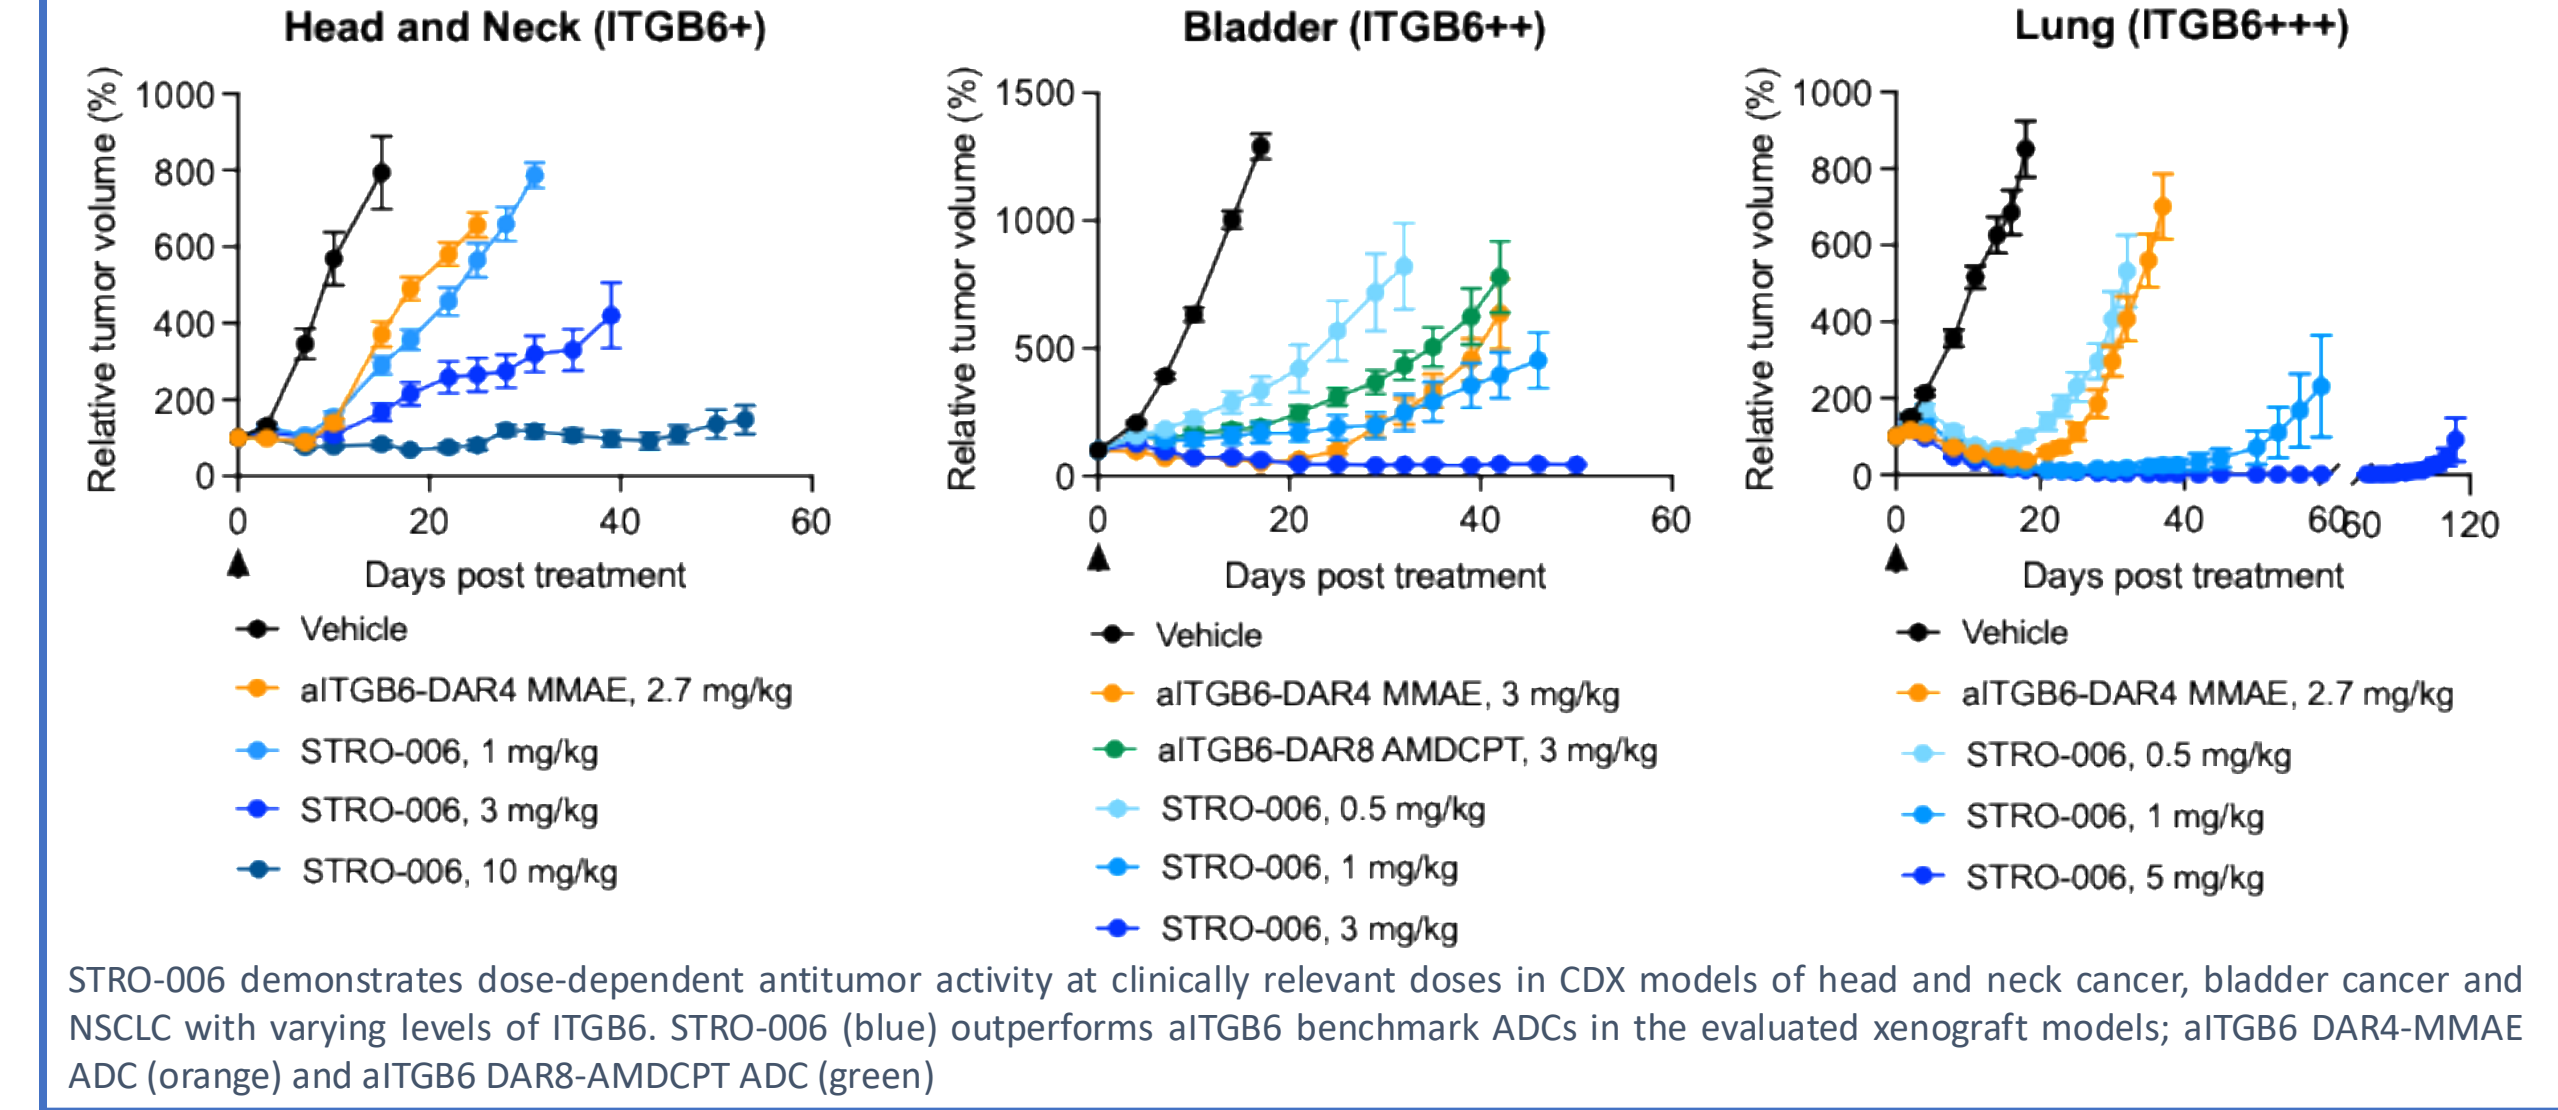 Head and Neck (ITGB6+)
Relative tumor volume (%)
1000
800
600
400
200
0
0 20 40 60
Days post treatment
Vehicle
aITGB6-DAR4 MMAE, 2.7 mg/kg
STRO-006, 1 mg/kg
STRO-006, 3 mg/kg
STRO-006, 10 mg/kg
Bladder (ITGB6++)
Relative tumor volume (%)
1500
1000
500
0
0 20 40 60
Days post treatment
Vehicle
aITGB6-DAR4 MMAE, 3 mg/kg
aITGB6-DAR8 AMDCPT, 3 mg/kg
STRO-006, 0.5 mg/kg
STRO-006, 1 mg/kg
STRO-006, 3 mg/kg
Lung (ITGB6+++)
Relative tumor volume (%)
1000
800
600
400
200
0
0 20 40 60 60 120
Days post treatment
Vehicle
aITGB6-DAR4 MMAE, 2.7 mg/kg
STRO-006, 0.5 mg/kg
STRO-006, 1 mg/kg
STRO-006, 5 mg/kg
STRO-006 demonstrates dose-dependent antitumor activity at clinically relevant doses in CDX models of head and neck cancer, bladder cancer and
NSCLC with varying levels of ITGB6. STRO-006 (blue) outperforms aITGB6 benchmark ADCs in the evaluated xenograft models; aITGB6 DAR4-MMAE
ADC (orange) and aITGB6 DAR8-AMDCPT ADC (green)